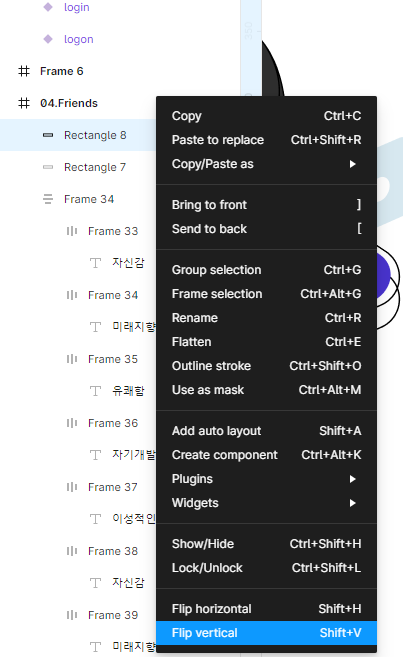 login
logon
Frame 6
04.Friends
Rectangle 8
Rectangle 7
Frame 34
Frame 33
자신감
Frame 34
미래지향
Frame 35
유쾌함
Frame 36
자기개발
Frame 37
이성적인
Frame 38
자신감
Frame 39
미래지향
Copy Ctrl+C
Paste to replace Ctrl+Shift+R
Copy/Paste as
Bring to front ]
Send to back [
Group selection Ctrl+G
Frame selection Ctrl+Alt+G
Rename Ctrl+R
Flatten Ctrl+E
Outline stroke Ctrl+Shift+O
Use as mask Ctrl+Alt+M
Add auto layout Shift+A
Create component Ctrl+Alt+K
Plugins
Widgets
Show/Hide Ctrl+Shift+H
Lock/Unlock Ctrl+Shift+L
Flip horizontal Shift+H
Flip vertical Shift+V